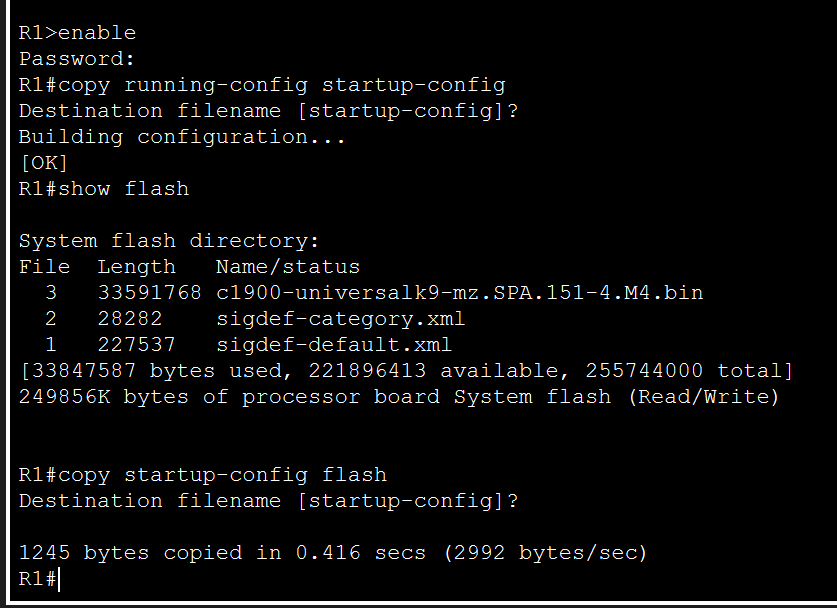 R1>enable
Password:
R1#copy running-config startup-config
Destination filename [startup-config]?
Building configuration...
[OK]
R1#show flash
System flash directory:
File  Length   Name/status
  3   33591768 c1900-universalk9-mz.SPA.151-4.M4.bin
  2   28282    sigdef-category.xml
  1   227537   sigdef-default.xml
[33847587 bytes used, 221896413 available, 255744000 total]
249856K bytes of processor board System flash (Read/Write)
R1#copy startup-config flash
Destination filename [startup-config]?
1245 bytes copied in 0.416 secs (2992 bytes/sec)
R1#